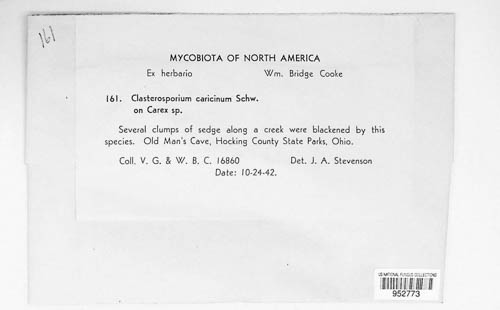 161
MYCOBIOTA OF NORTH AMERICA
Ex herbario Wm. Bridge Cooke
161. Clasterosporium caricinum Schw.
on Carex sp.
Several clumps of sedge along a creek were blackened by this
species. Old Man's Cave, Hocking County State Parks, Ohio.
Coll. V. G. & W. B. C. 16860 Det. J. A. Stevenson
Date: 10-24-42.
US NATIONAL FUNGUS COLLECTIONS
952773